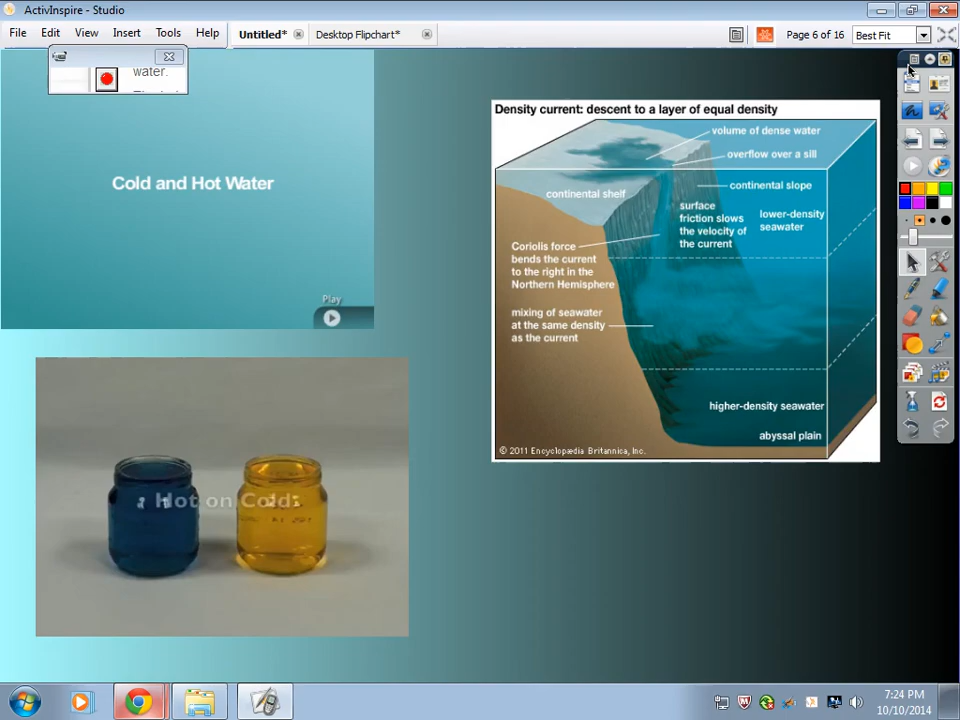 ActivInspire - Studio
File Edit View Insert Tools Help
Untitled* Desktop Flipchart* Page 6 of 16 Best Fit
water.
Cold and Hot Water
Play
Density current: descent to a layer of equal density
volume of dense water
overflow over a sill
continental shelf
continental slope
surface
friction slows
the velocity of
the current
lower-density
seawater
Coriolis force
bends the current
to the right in the
Northern Hemisphere
mixing of seawater
at the same density
as the current
higher-density seawater
abyssal plain
© 2011 Encyclopædia Britannica, Inc.
Hot on Cold
7:24 PM
10/10/2014